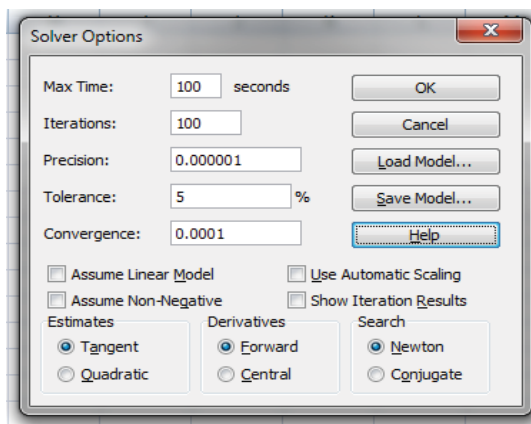 Solver Options
Max Time: 100 seconds OK
Iterations: 100 Cancel
Precision: 0.000001 Load Model...
Tolerance: 5 % Save Model...
Convergence: 0.0001 Help
Assume Linear Model Use Automatic Scaling
Assume Non-Negative Show Iteration Results
Estimates Derivatives Search
Tangent Forward Newton
Quadratic Central Conjugate